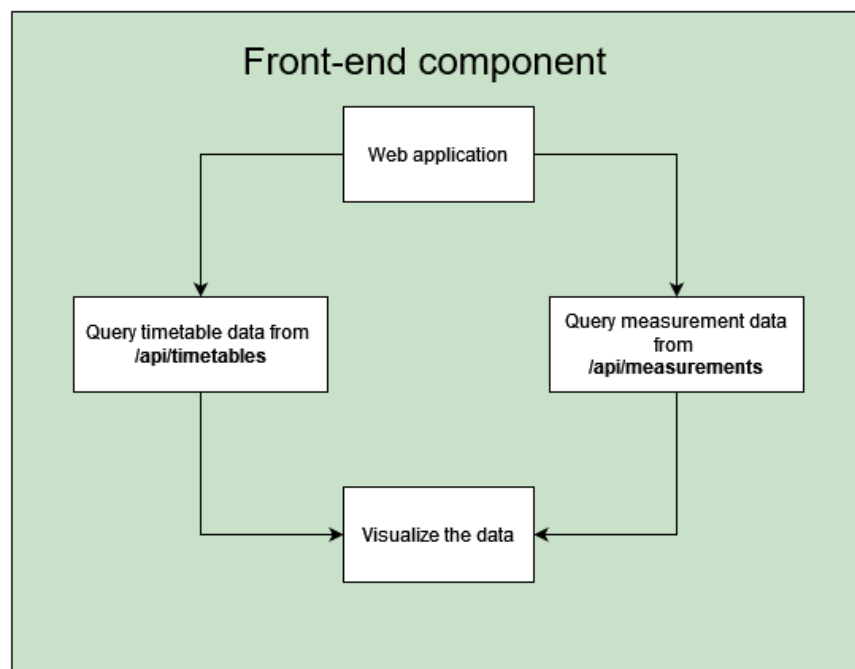 Front-end component
Web application
Query timetable data from
/api/timetables
Query measurement data
from
/api/measurements
Visualize the data